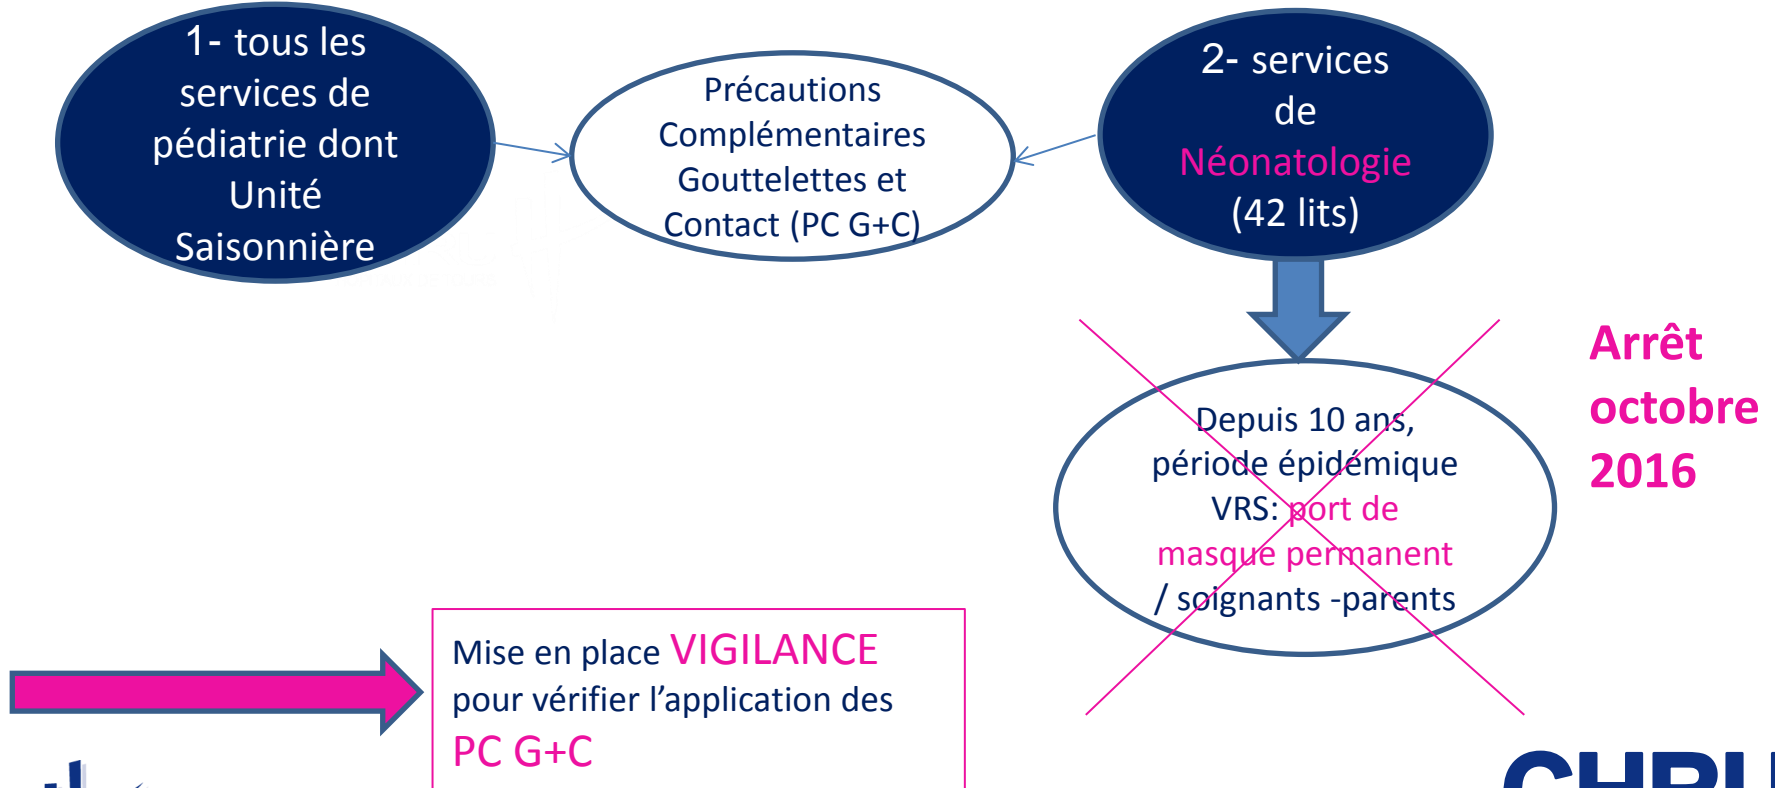 1- tous les
services de
pédiatrie dont
Unité
Saisonnière
Précautions
Complémentaires
Gouttelettes et
Contact (PC G+C)
2- services
de
Néonatologie
(42 lits)
Depuis 10 ans,
période épidémique
VRS: port de
masque permanent
/ soignants -parents
Arrêt
octobre
2016
Mise en place VIGILANCE
pour vérifier l’application des
PC G+C